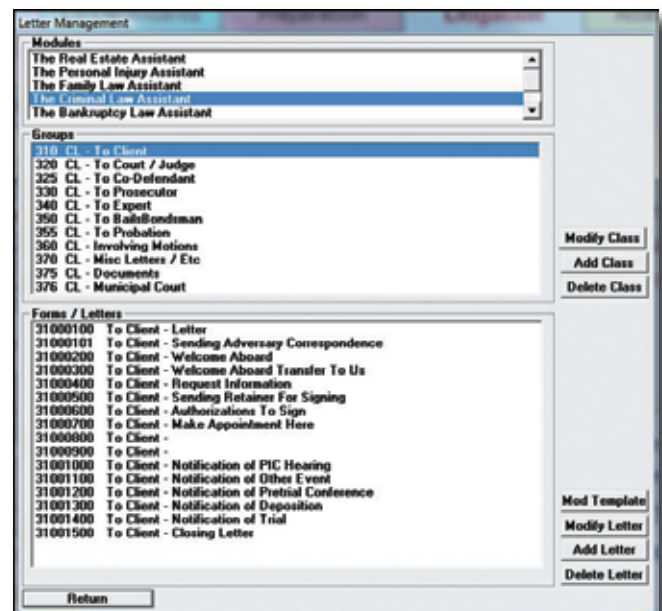 Preparation
Litigation
Letter Management
Modules
The Real Estate Assistant
The Personal Injury Assistant
The Family Law Assistant
The Criminal Law Assistant
The Bankruptcy Law Assistant
Groups
310 CL - To Client
320 CL - To Court / Judge
325 CL - To Co-Defendant
330 CL - To Prosecutor
340 CL - To Expert
350 CL - To BailsBondsman
355 CL - To Probation
360 CL - Involving Motions
370 CL - Misc Letters / Etc
375 CL - Documents
376 CL - Municipal Court
Modify Class
Add Class
Delete Class
Forms / Letters
31000100 To Client - Letter
31000101 To Client - Sending Adversary Correspondence
31000200 To Client - Welcome Aboard
31000300 To Client - Welcome Aboard Transfer To Us
31000400 To Client - Request Information
31000500 To Client - Sending Retainer For Signing
31000600 To Client - Authorizations To Sign
31000700 To Client - Make Appointment Here
31000800 To Client -
31000900 To Client -
31001000 To Client - Notification of PIC Hearing
31001100 To Client - Notification of Other Event
31001200 To Client - Notification of Pretrial Conference
31001300 To Client - Notification of Deposition
31001400 To Client - Notification of Trial
31001500 To Client - Closing Letter
Mod Template
Modify Letter
Add Letter
Delete Letter
Return